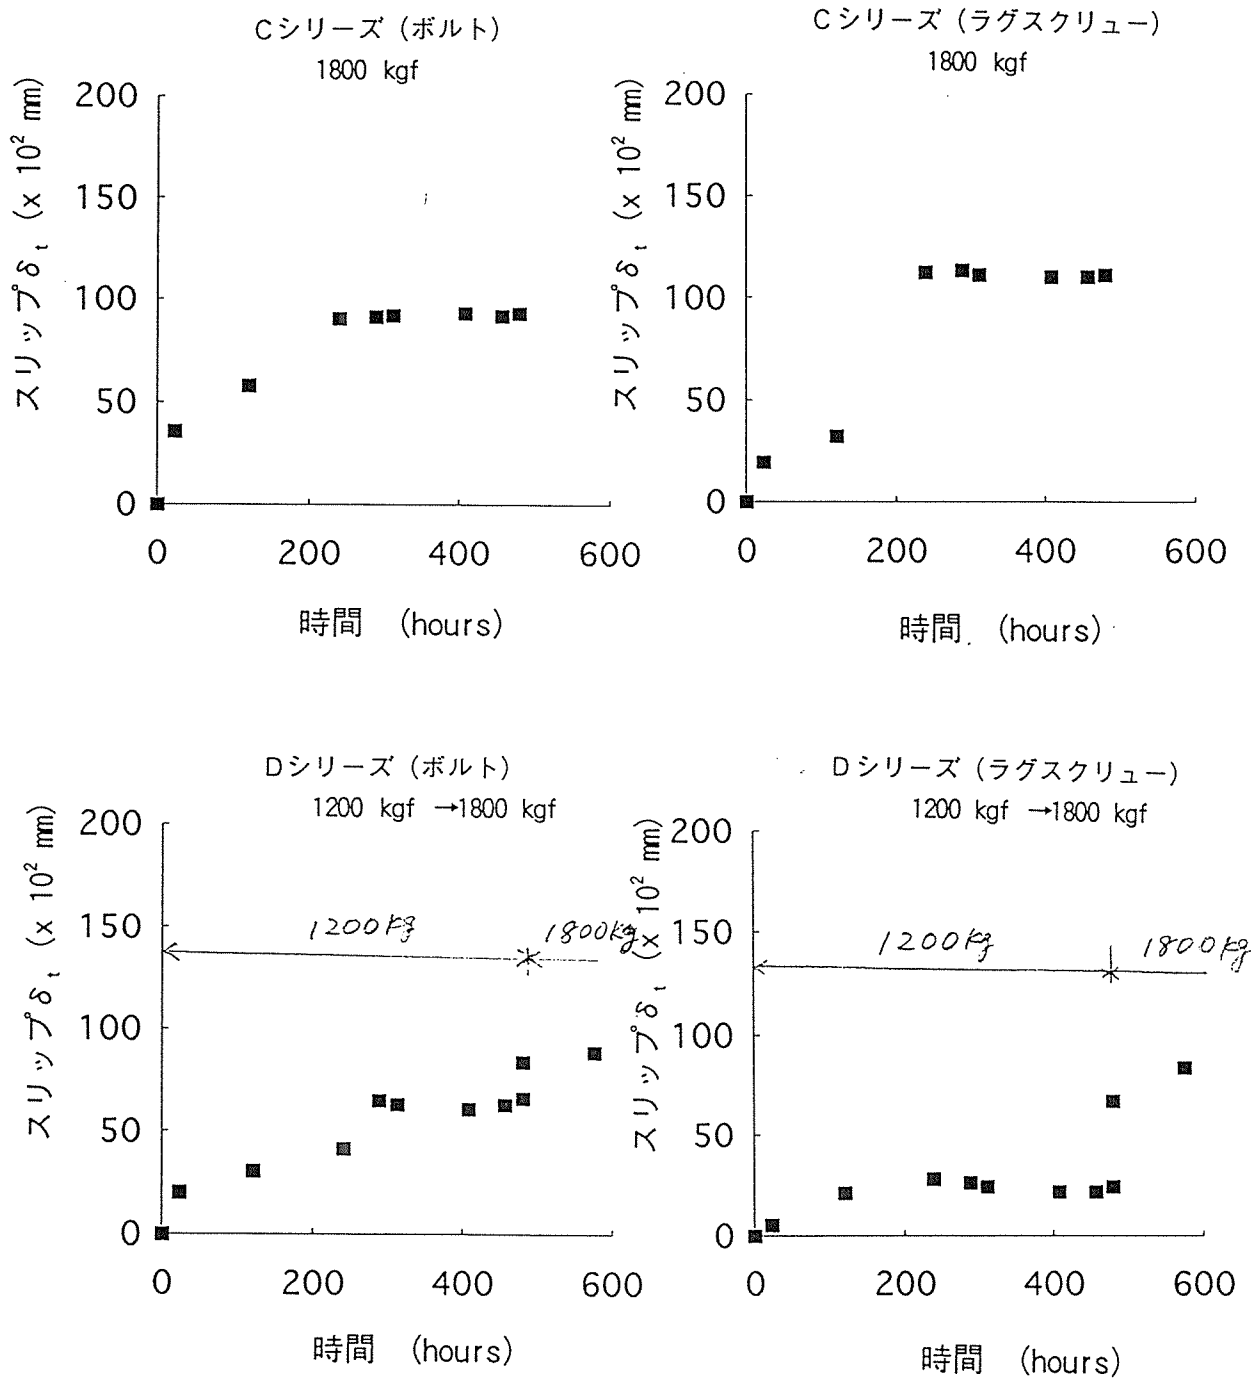 Cシリーズ（ボルト）
1800 kgf
スリップδt (x 10² mm)
200
150
100
50
0
0 200 400 600
時間 (hours)
Cシリーズ（ラグスクリュー）
1800 kgf
スリップδt (x 10² mm)
200
150
100
50
0
0 200 400 600
時間 (hours)
Dシリーズ（ボルト）
1200 kgf →1800 kgf
スリップδt (x 10² mm)
200
150
100
50
0
1200kg 1800kg
0 200 400 600
時間 (hours)
Dシリーズ（ラグスクリュー）
1200 kgf →1800 kgf
スリップδt (x 10² mm)
200
150
100
50
0
1200kg 1800kg
0 200 400 600
時間 (hours)